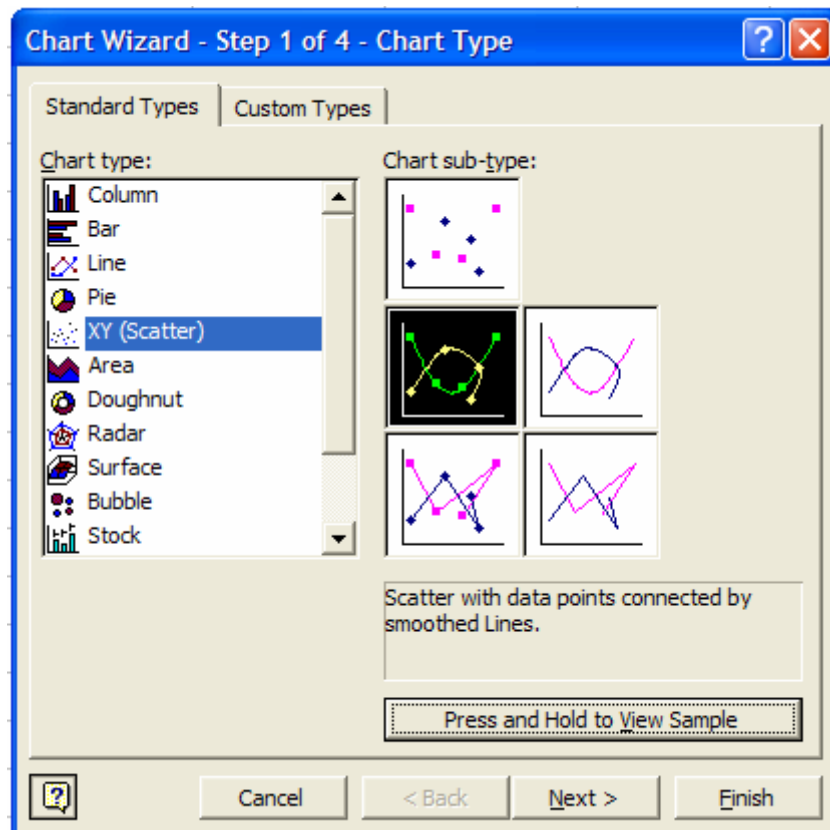 Chart Wizard - Step 1 of 4 - Chart Type
Standard Types
Custom Types
Chart type:
Column
Bar
Line
Pie
XY (Scatter)
Area
Doughnut
Radar
Surface
Bubble
Stock
Chart sub-type:
Scatter with data points connected by
smoothed Lines.
Press and Hold to View Sample
Cancel
< Back
Next >
Finish